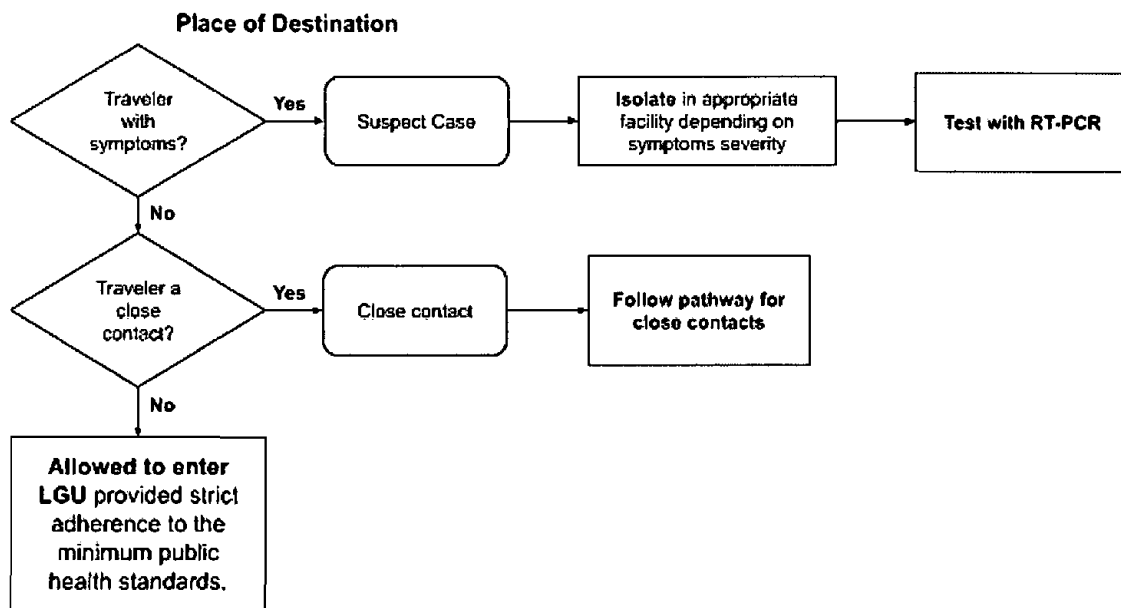 Place of Destination
Traveler
with
symptoms?
Yes
Suspect Case
Isolate in appropriate
facility depending on
symptoms severity
Test with RT-PCR
No
Traveler a
close
contact?
Yes
Close contact
Follow pathway for
close contacts
No
Allowed to enter
LGU provided strict
adherence to the
minimum public
health standards.